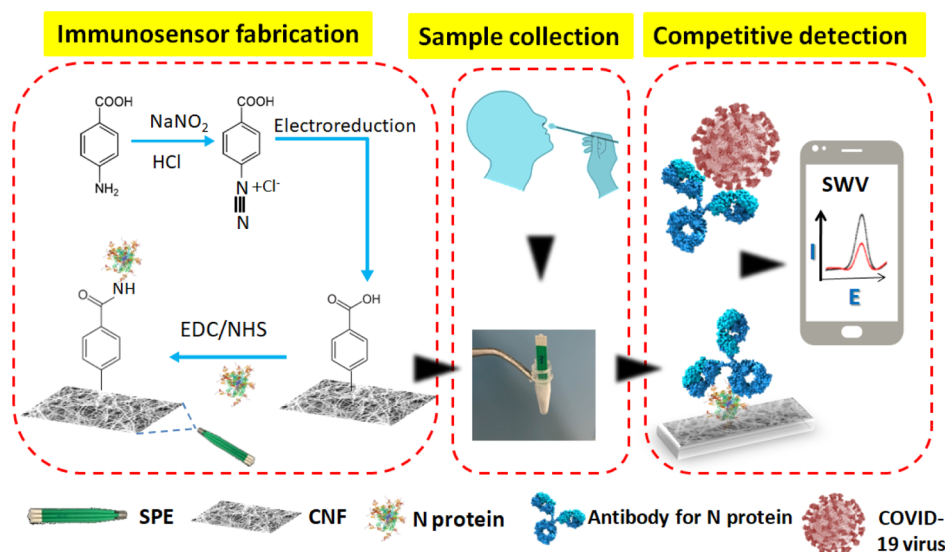 Immunosensor fabrication
Sample collection
Competitive detection
COOH
NaNO2
HCl
NH2
COOH
Electroreduction
N +Cl-
N
NH
O
EDC/NHS
O
OH
SWV
I
E
SPE
CNF
N protein
Antibody for N protein
COVID-
19 virus